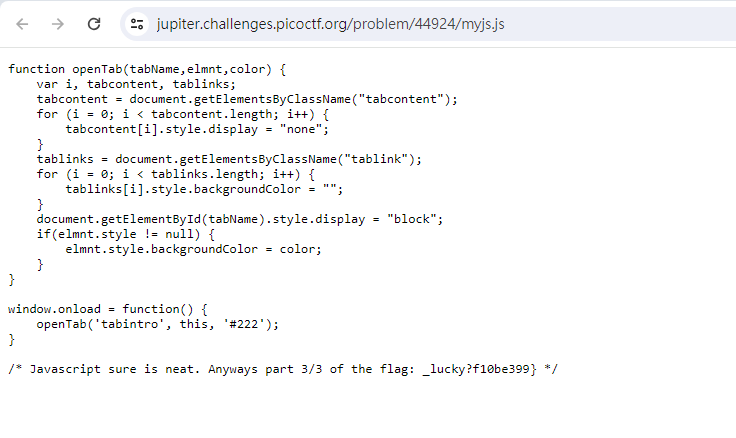 jupiter.challenges.picoctf.org/problem/44924/myjs.js
function openTab(tabName,elmnt,color) {
    var i, tabcontent, tablinks;
    tabcontent = document.getElementsByClassName("tabcontent");
    for (i = 0; i < tabcontent.length; i++) {
        tabcontent[i].style.display = "none";
    }
    tablinks = document.getElementsByClassName("tablink");
    for (i = 0; i < tablinks.length; i++) {
        tablinks[i].style.backgroundColor = "";
    }
    document.getElementById(tabName).style.display = "block";
    if(elmnt.style != null) {
        elmnt.style.backgroundColor = color;
    }
}
window.onload = function() {
    openTab('tabintro', this, '#222');
}
/* Javascript sure is neat. Anyways part 3/3 of the flag: _lucky?f10be399} */